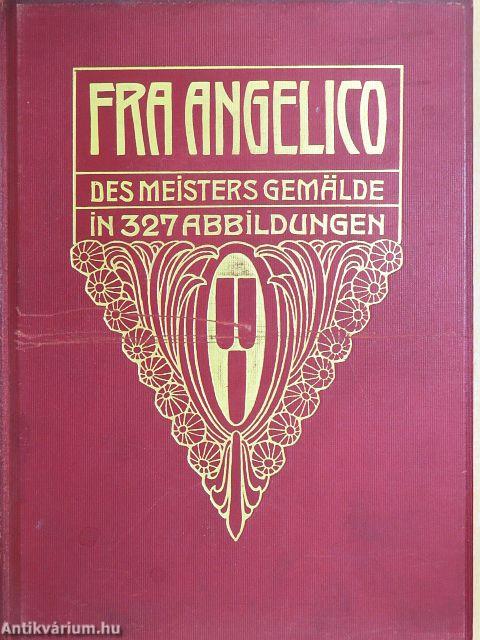 FRA ANGELICO
DES MEISTERS GEMÄLDE
IN 327 ABBILDUNGEN
Antikvárium.hu